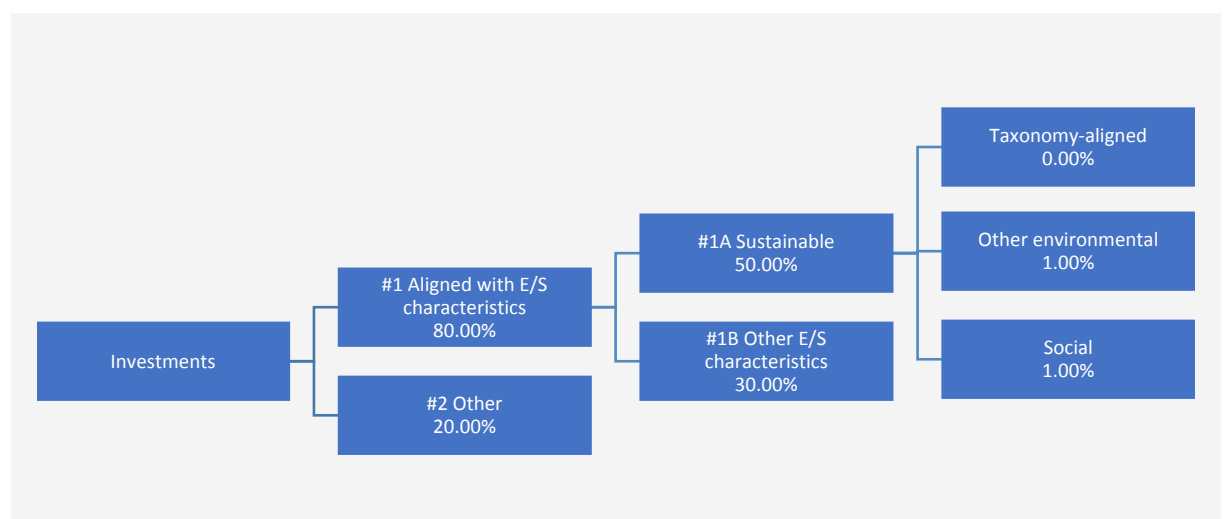 Investments
#1 Aligned with E/S
characteristics
80.00%
#2 Other
20.00%
#1A Sustainable
50.00%
#1B Other E/S
characteristics
30.00%
Taxonomy-aligned
0.00%
Other environmental
1.00%
Social
1.00%